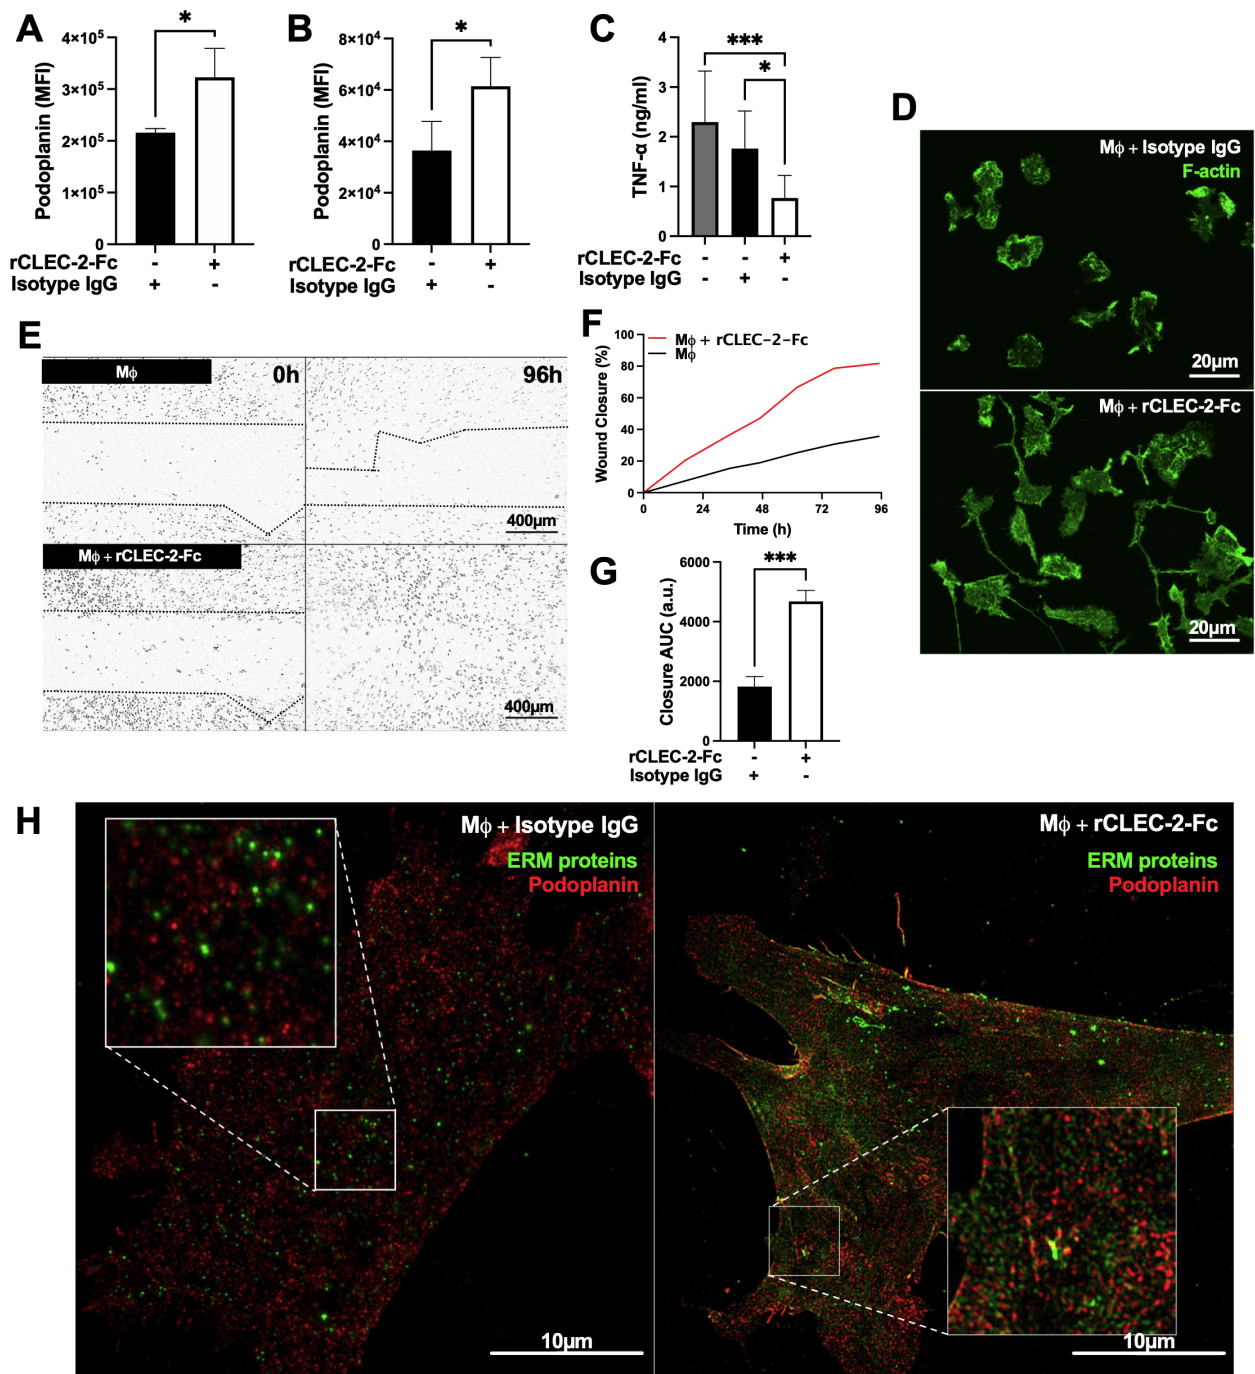 A
Podoplanin (MFI)
4×10⁵
3×10⁵
2×10⁵
1×10⁵
0
*
rCLEC-2-Fc - +
Isotype IgG + -
B
Podoplanin (MFI)
8×10⁴
6×10⁴
4×10⁴
2×10⁴
0
*
rCLEC-2-Fc - +
Isotype IgG + -
C
TNF-α (ng/ml)
4
3
2
1
0
***
*
rCLEC-2-Fc - - +
Isotype IgG - + -
D
Mϕ + Isotype IgG
F-actin
20µm
Mϕ + rCLEC-2-Fc
20µm
E
Mϕ
0h
96h
400µm
Mϕ + rCLEC-2-Fc
400µm
F
Wound Closure (%)
100
80
60
40
20
0
Mϕ + rCLEC-2-Fc
Mϕ
0 24 48 72 96
Time (h)
G
Closure AUC (a.u.)
6000
4000
2000
0
***
rCLEC-2-Fc - +
Isotype IgG + -
H
Mϕ + Isotype IgG
ERM proteins
Podoplanin
10µm
Mϕ + rCLEC-2-Fc
ERM proteins
Podoplanin
10µm